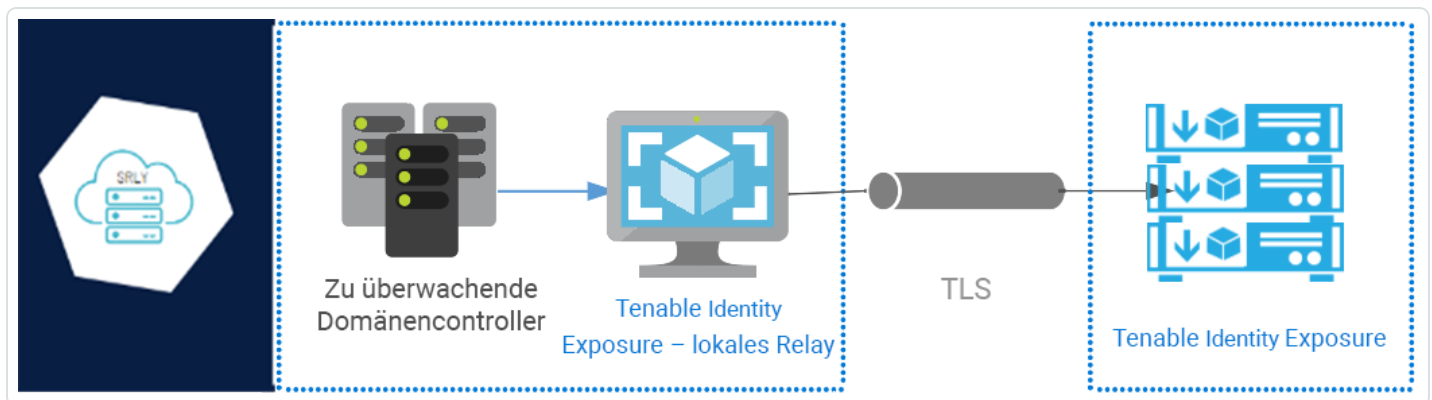 SRLY
Zu überwachende
Domänencontroller
Tenable Identity
Exposure – lokales Relay
TLS
Tenable Identity Exposure